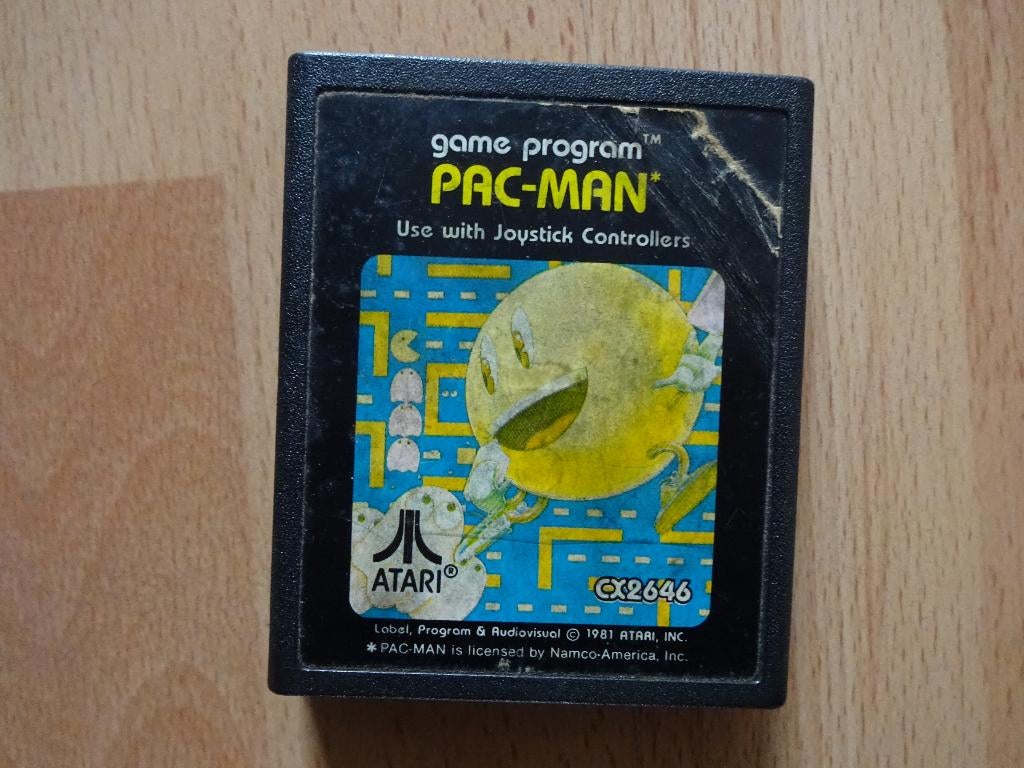 game program™
PAC-MAN*
Use with Joystick Controllers
ATARI®
CX2646
Label, Program & Audiovisual © 1981 ATARI, INC.
* PAC-MAN is licensed by Namco-America, Inc.